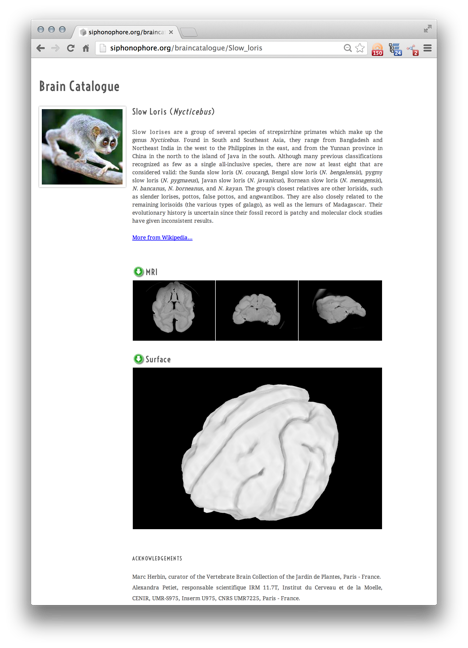 siphonophore.org/brainca
siphonophore.org/braincatalogue/Slow_loris
150
24
2
Brain Catalogue
Slow Loris (Nycticebus)
Slow lorises are a group of several species of strepsirrhine primates which make up the
genus Nycticebus. Found in South and Southeast Asia, they range from Bangladesh and
Northeast India in the west to the Philippines in the east, and from the Yunnan province in
China in the north to the island of Java in the south. Although many previous classifications
recognized as few as a single all-inclusive species, there are now at least eight that are
considered valid: the Sunda slow loris (N. coucang), Bengal slow loris (N. bengalensis), pygmy
slow loris (N. pygmaeus), Javan slow loris (N. javanicus), Bornean slow loris (N. menagensis),
N. bancanus, N. borneanus, and N. kayan. The group's closest relatives are other lorisids, such
as slender lorises, pottos, false pottos, and angwantibos. They are also closely related to the
remaining lorisoids (the various types of galago), as well as the lemurs of Madagascar. Their
evolutionary history is uncertain since their fossil record is patchy and molecular clock studies
have given inconsistent results.
More from Wikipedia...
MRI
Surface
ACKNOWLEDGEMENTS
Marc Herbin, curator of the Vertebrate Brain Collection of the Jardin de Plantes, Paris - France.
Alexandra Petiet, responsable scientifique IRM 11.7T, Institut du Cerveau et de la Moelle,
CENIR, UMR-S975, Inserm U975, CNRS UMR7225, Paris - France.